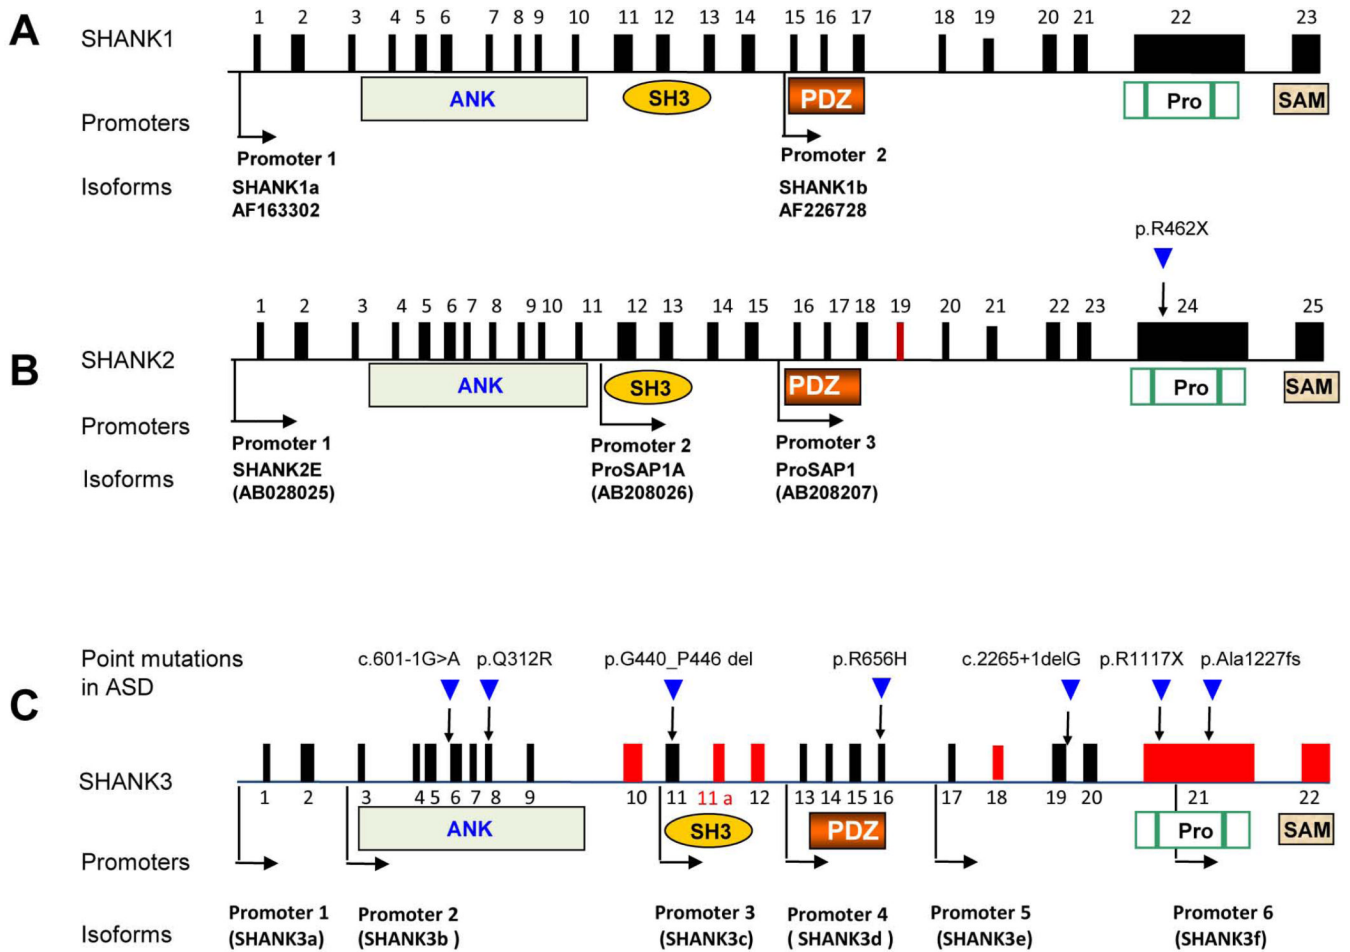 A
SHANK1
1 2 3 4 5 6 7 8 9 10 11 12 13 14 15 16 17 18 19 20 21 22 23
ANK SH3 PDZ Pro SAM
Promoters
Promoter 1 Promoter 2
Isoforms
SHANK1a SHANK1b
AF163302 AF226728
p.R462X
1 2 3 4 5 6 7 8 9 10 11 12 13 14 15 16 17 18 19 20 21 22 23 24 25
B
SHANK2
ANK SH3 PDZ Pro SAM
Promoters
Promoter 1 Promoter 2 Promoter 3
Isoforms
SHANK2E ProSAP1A ProSAP1
(AB028025) (AB208026) (AB208207)
Point mutations
in ASD
c.601-1G>A p.Q312R p.G440_P446 del p.R656H c.2265+1delG p.R1117X p.Ala1227fs
C
SHANK3
1 2 3 4 5 6 7 8 9 10 11 11 a 12 13 14 15 16 17 18 19 20 21 22
ANK SH3 PDZ Pro SAM
Promoters
Promoter 1 Promoter 2 Promoter 3 Promoter 4 Promoter 5 Promoter 6
Isoforms
(SHANK3a) (SHANK3b ) (SHANK3c) ( SHANK3d ) (SHANK3e) (SHANK3f)